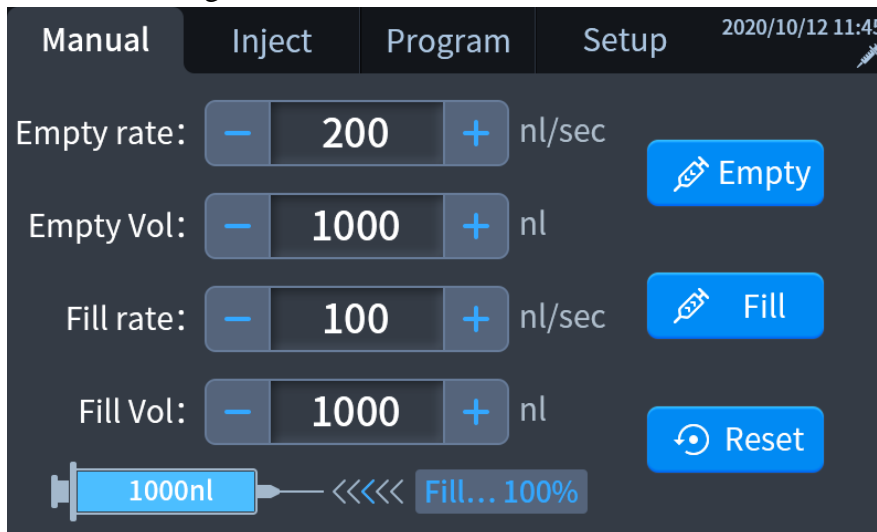 Manual Inject Program Setup 2020/10/12 11:45
Empty rate: − 200 + nl/sec
Empty
Empty Vol: − 1000 + nl
Fill rate: − 100 + nl/sec
Fill
Fill Vol: − 1000 + nl
Reset
1000nl <<<<< Fill... 100%